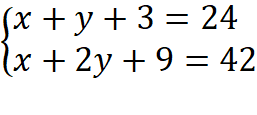 x + y + 3 = 24
x + 2y + 9 = 42